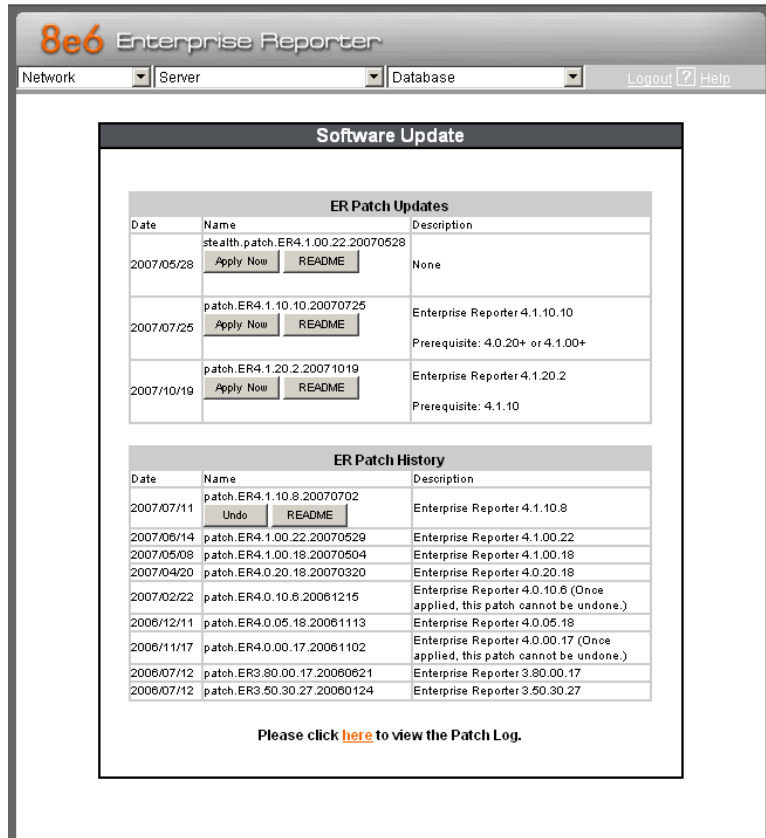 8e6 Enterprise Reporter
Network Server Database Logout ? Help
Software Update
ER Patch Updates
Date Name Description
2007/05/28 stealth.patch.ER4.1.00.22.20070528 None
Apply Now README
2007/07/25 patch.ER4.1.10.10.20070725 Enterprise Reporter 4.1.10.10
Apply Now README
Prerequisite: 4.0.20+ or 4.1.00+
2007/10/19 patch.ER4.1.20.2.20071019 Enterprise Reporter 4.1.20.2
Apply Now README
Prerequisite: 4.1.10
ER Patch History
Date Name Description
2007/07/11 patch.ER4.1.10.8.20070702 Enterprise Reporter 4.1.10.8
Undo README
2007/06/14 patch.ER4.1.00.22.20070529 Enterprise Reporter 4.1.00.22
2007/05/08 patch.ER4.1.00.18.20070504 Enterprise Reporter 4.1.00.18
2007/04/20 patch.ER4.0.20.18.20070320 Enterprise Reporter 4.0.20.18
2007/02/22 patch.ER4.0.10.6.20061215 Enterprise Reporter 4.0.10.6 (Once
applied, this patch cannot be undone.)
2006/12/11 patch.ER4.0.05.18.20061113 Enterprise Reporter 4.0.05.18
2006/11/17 patch.ER4.0.00.17.20061102 Enterprise Reporter 4.0.00.17 (Once
applied, this patch cannot be undone.)
2006/07/12 patch.ER3.80.00.17.20060621 Enterprise Reporter 3.80.00.17
2006/07/12 patch.ER3.50.30.27.20060124 Enterprise Reporter 3.50.30.27
Please click here to view the Patch Log.